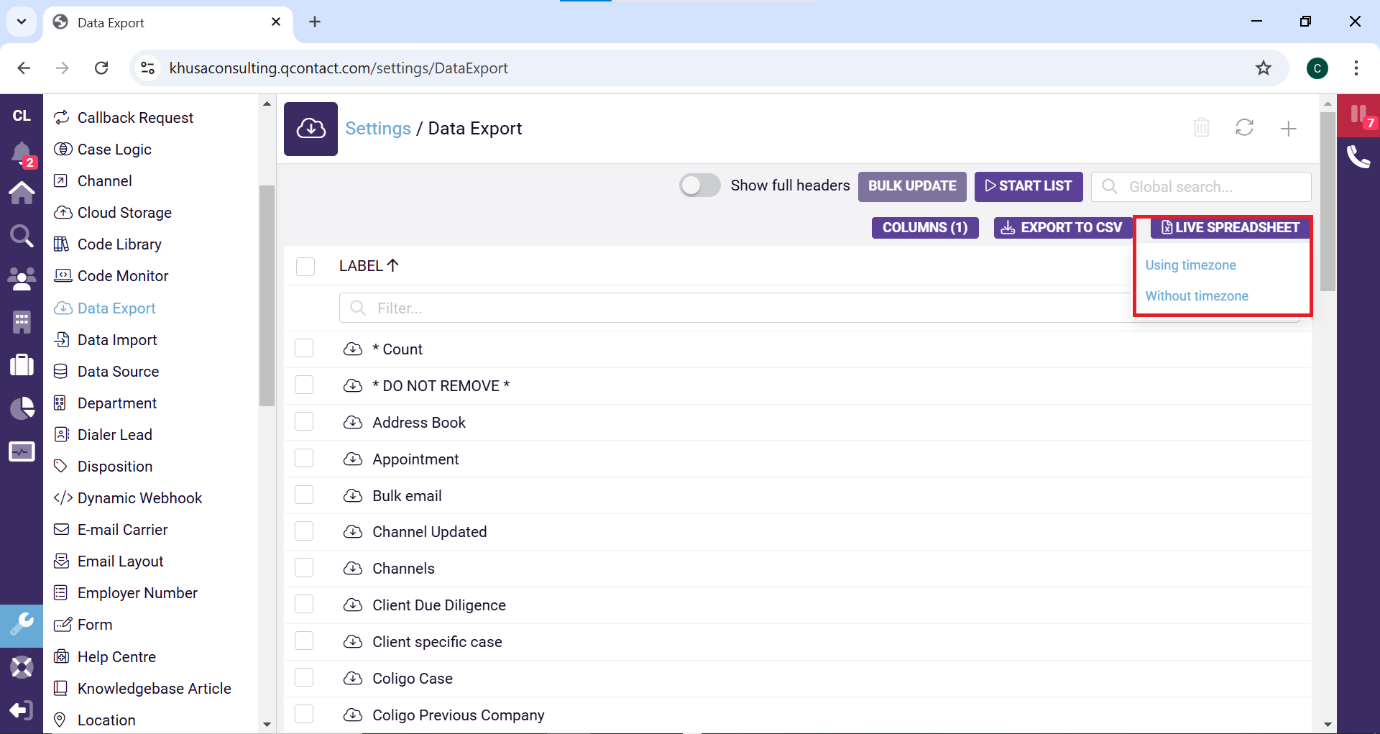 Data Export
khusaconsulting.qcontact.com/settings/DataExport
C
CL
2
7
Callback Request
Case Logic
Channel
Cloud Storage
Code Library
Code Monitor
Data Export
Data Import
Data Source
Department
Dialer Lead
Disposition
Dynamic Webhook
E-mail Carrier
Email Layout
Employer Number
Form
Help Centre
Knowledgebase Article
Location
Settings / Data Export
Show full headers
BULK UPDATE
START LIST
Global search...
COLUMNS (1)
EXPORT TO CSV
LIVE SPREADSHEET
Using timezone
Without timezone
LABEL
Filter...
* Count
* DO NOT REMOVE *
Address Book
Appointment
Bulk email
Channel Updated
Channels
Client Due Diligence
Client specific case
Coligo Case
Coligo Previous Company